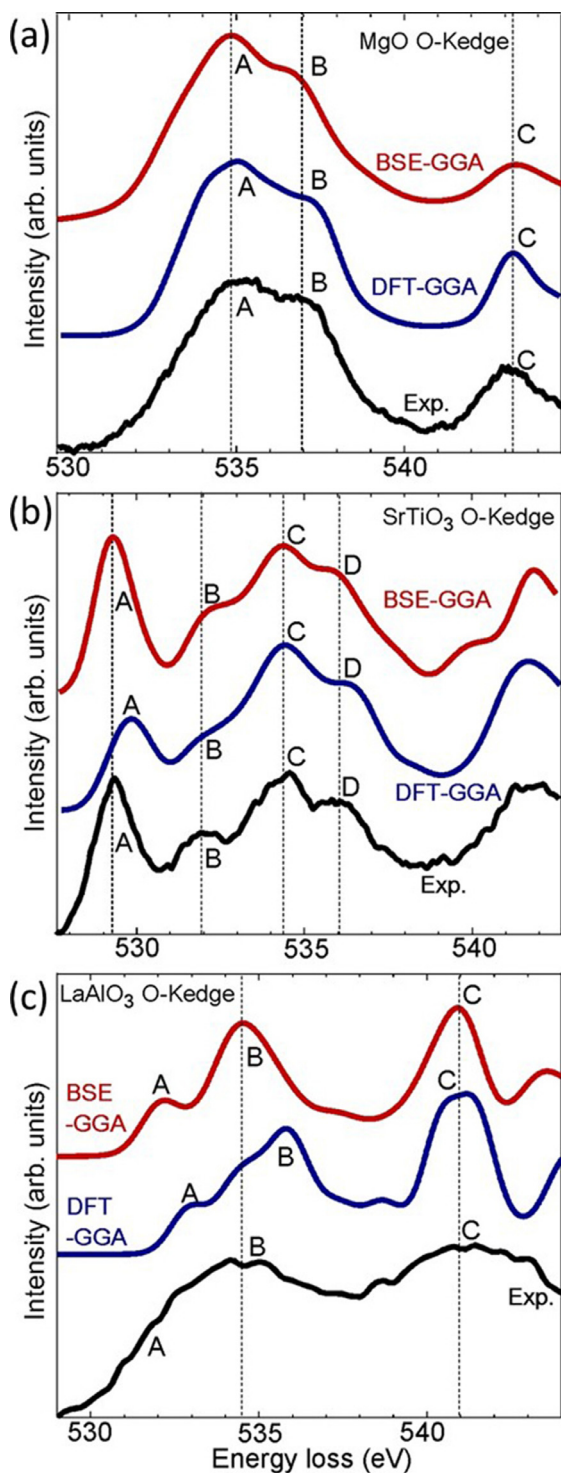 (a)
MgO O-Kedge
A
B
C
BSE-GGA
A
B
C
DFT-GGA
A
B
C
Exp.
Intensity (arb. units)
530 535 540
(b)
SrTiO3 O-Kedge
A
B
C
D
BSE-GGA
A
B
C
D
DFT-GGA
A
B
C
D
Exp.
Intensity (arb. units)
530 535 540
(c)
LaAlO3 O-Kedge
A
B
C
BSE
-GGA
A
B
C
DFT
-GGA
A
B
C
Exp.
Intensity (arb. units)
530 535 540
Energy loss (eV)